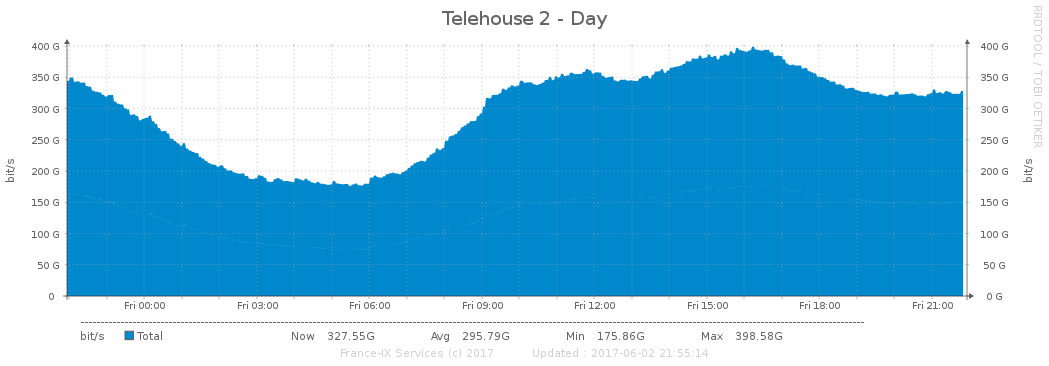 Telehouse 2 - Day
RRDTOOL / TOBI OETIKER
400 G 400 G
350 G 350 G
300 G 300 G
250 G 250 G
200 G 200 G
150 G 150 G
100 G 100 G
50 G 50 G
0 0 G
bit/s bit/s
Fri 00:00 Fri 03:00 Fri 06:00 Fri 09:00 Fri 12:00 Fri 15:00 Fri 18:00 Fri 21:00
bit/s Total Now 327.55G Avg 295.79G Min 175.86G Max 398.58G
France-IX Services (c) 2017 Updated : 2017-06-02 21:55:14